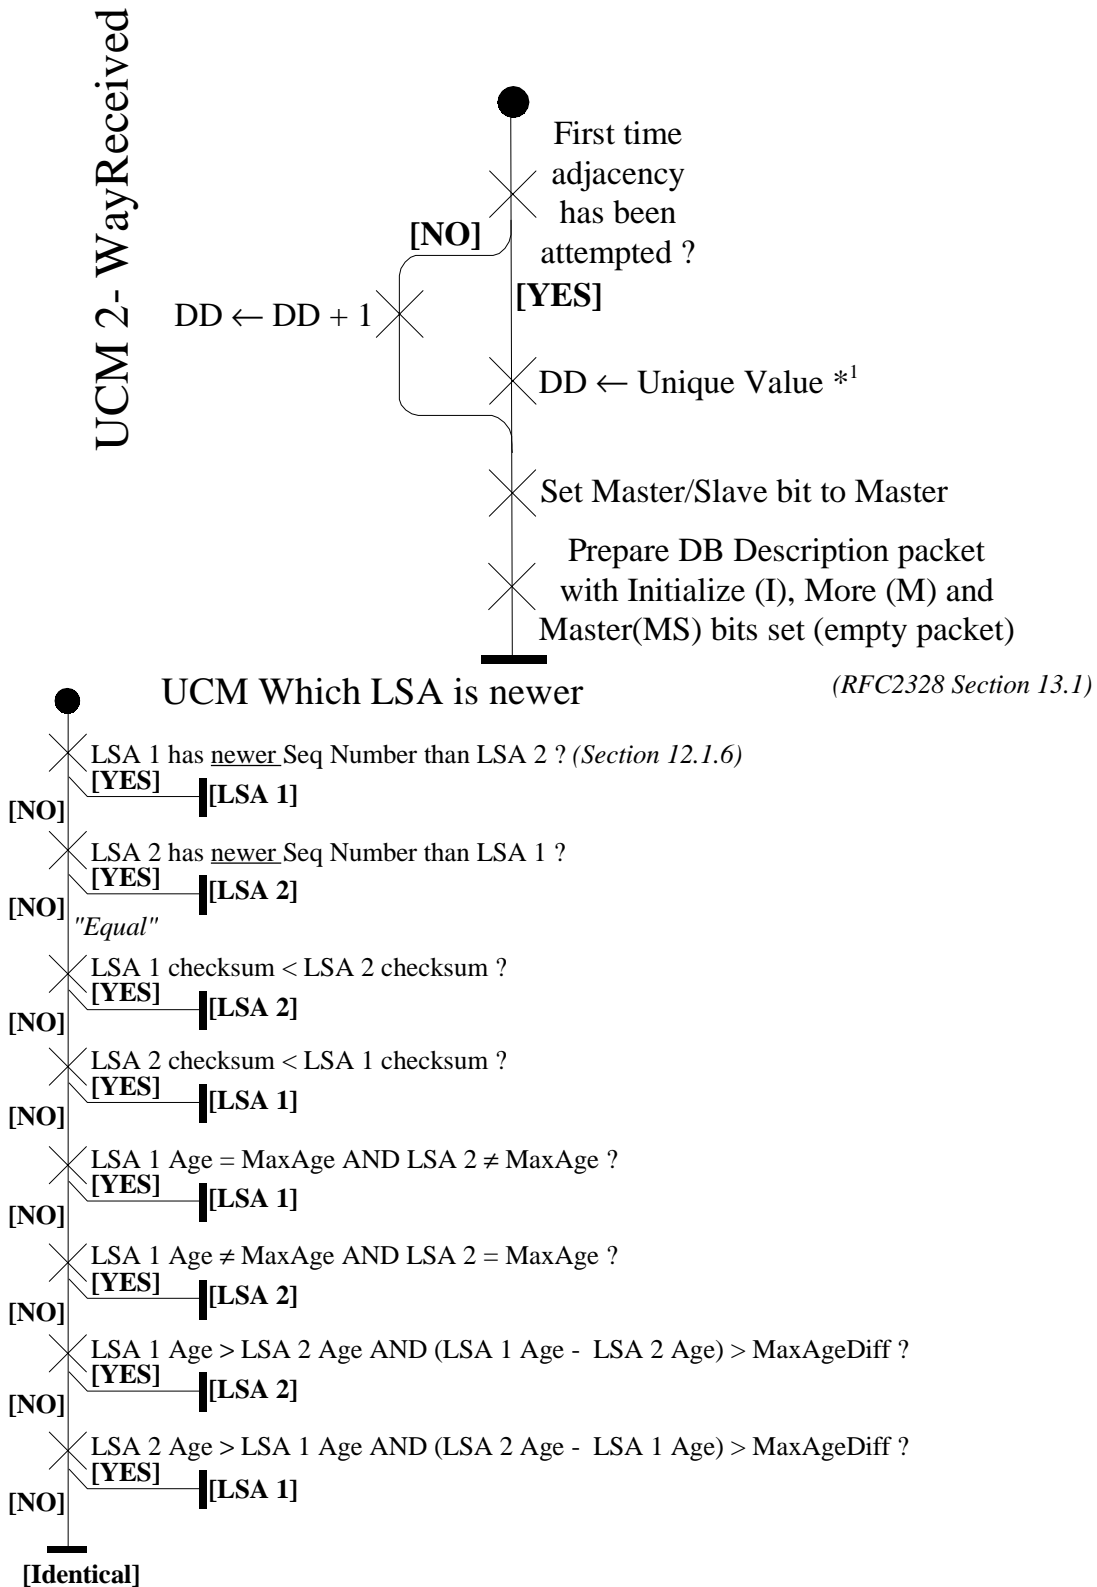 UCM 2- WayReceived
First time
adjacency
has been
attempted ?
[NO]
[YES]
DD ← DD + 1
DD ← Unique Value *1
Set Master/Slave bit to Master
Prepare DB Description packet
with Initialize (I), More (M) and
Master(MS) bits set (empty packet)
UCM Which LSA is newer
(RFC2328 Section 13.1)
LSA 1 has newer Seq Number than LSA 2 ? (Section 12.1.6)
[YES]
[LSA 1]
[NO]
LSA 2 has newer Seq Number than LSA 1 ?
[YES]
[LSA 2]
[NO]
"Equal"
LSA 1 checksum < LSA 2 checksum ?
[YES]
[LSA 2]
[NO]
LSA 2 checksum < LSA 1 checksum ?
[YES]
[LSA 1]
[NO]
LSA 1 Age = MaxAge AND LSA 2 ≠ MaxAge ?
[YES]
[LSA 1]
[NO]
LSA 1 Age ≠ MaxAge AND LSA 2 = MaxAge ?
[YES]
[LSA 2]
[NO]
LSA 1 Age > LSA 2 Age AND (LSA 1 Age - LSA 2 Age) > MaxAgeDiff ?
[YES]
[LSA 2]
[NO]
LSA 2 Age > LSA 1 Age AND (LSA 2 Age - LSA 1 Age) > MaxAgeDiff ?
[YES]
[LSA 1]
[NO]
[Identical]